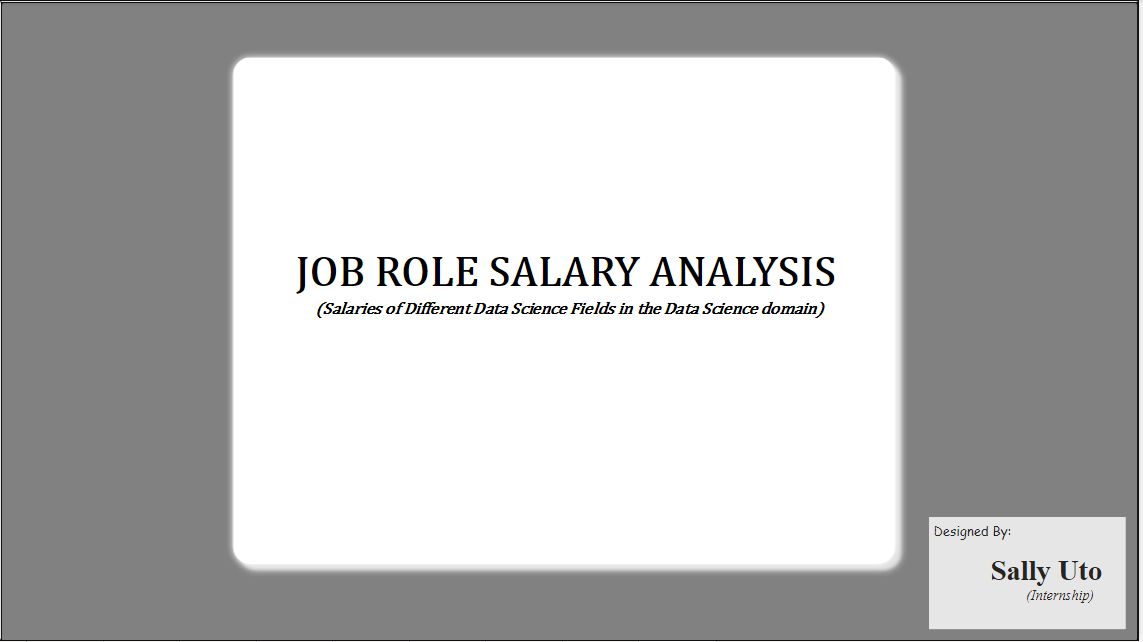 JOB ROLE SALARY ANALYSIS
(Salaries of Different Data Science Fields in the Data Science domain)
Designed By:
Sally Uto
(Internship)